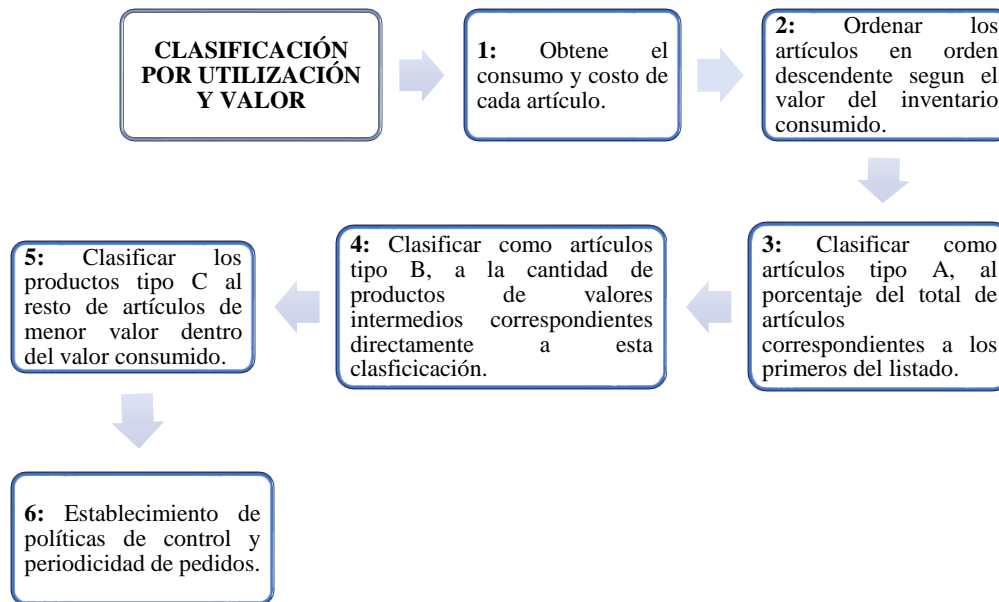 CLASIFICACIÓN
POR UTILIZACIÓN
Y VALOR
1: Obtene el
consumo y costo de
cada artículo.
2: Ordenar los
artículos en orden
descendente segun el
valor del inventario
consumido.
3: Clasificar como
artículos tipo A, al
porcentaje del total de
artículos
correspondientes a los
primeros del listado.
4: Clasificar como artículos
tipo B, a la cantidad de
productos de valores
intermedios correspondientes
directamente a esta
clasficicación.
5: Clasificar los
productos tipo C al
resto de artículos de
menor valor dentro
del valor consumido.
6: Establecimiento de
políticas de control y
periodicidad de pedidos.